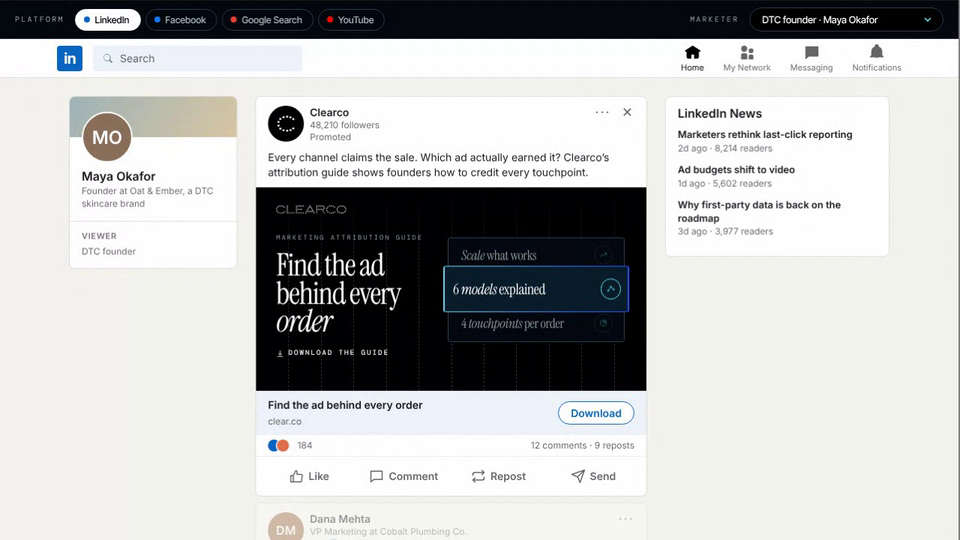 PLATFORM
LinkedIn
Facebook
Google Search
YouTube
MARKETER
DTC founder · Maya Okafor
in
Search
Home
My Network
Messaging
Notifications
MO
Maya Okafor
Founder at Oat & Ember, a DTC
skincare brand
VIEWER
DTC founder
Clearco
48,210 followers
Promoted
Every channel claims the sale. Which ad actually earned it? Clearco's
attribution guide shows founders how to credit every touchpoint.
CLEARCO
MARKETING ATTRIBUTION GUIDE
Find the ad
behind every
order
DOWNLOAD THE GUIDE
Scale what works
6 models explained
4 touchpoints per order
Find the ad behind every order
clear.co
Download
184
12 comments · 9 reposts
Like
Comment
Repost
Send
DM
Dana Mehta
VP Marketing at Cobalt Plumbing Co.
LinkedIn News
Marketers rethink last-click reporting
2d ago · 8,214 readers
Ad budgets shift to video
1d ago · 5,602 readers
Why first-party data is back on the
roadmap
3d ago · 3,977 readers